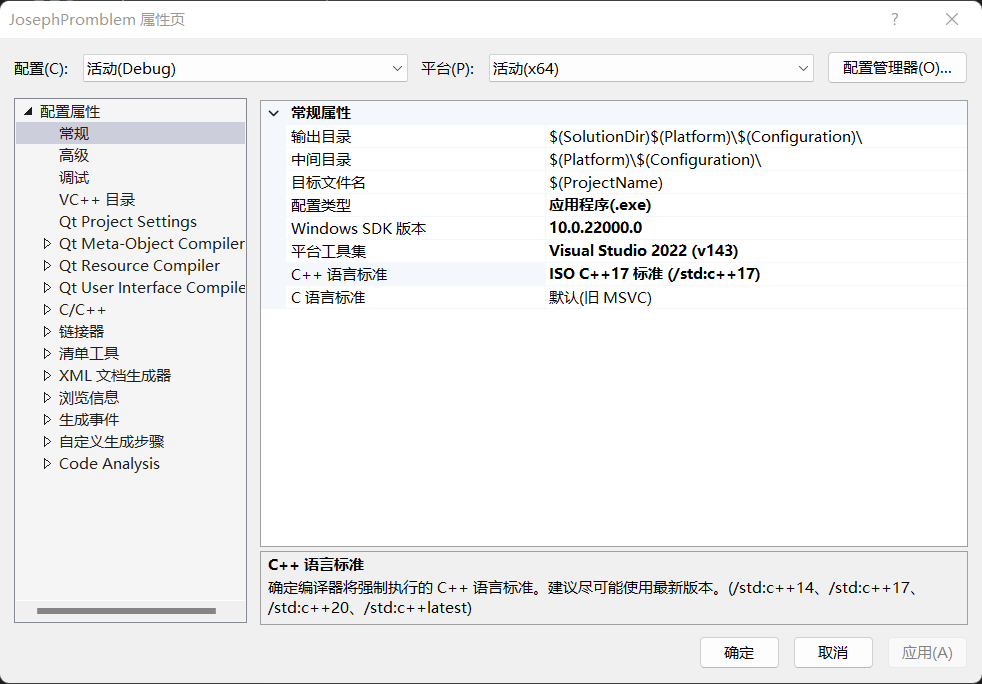 JosephPromblem 属性页
配置(C): 活动(Debug) 平台(P): 活动(x64) 配置管理器(O)...
配置属性
常规
高级
调试
VC++ 目录
Qt Project Settings
Qt Meta-Object Compiler
Qt Resource Compiler
Qt User Interface Compile
C/C++
链接器
清单工具
XML 文档生成器
浏览信息
生成事件
自定义生成步骤
Code Analysis
常规属性
输出目录 $(SolutionDir)$(Platform)\$(Configuration)\
中间目录 $(Platform)\$(Configuration)\
目标文件名 $(ProjectName)
配置类型 应用程序(.exe)
Windows SDK 版本 10.0.22000.0
平台工具集 Visual Studio 2022 (v143)
C++ 语言标准 ISO C++17 标准 (/std:c++17)
C 语言标准 默认(旧 MSVC)
C++ 语言标准
确定编译器将强制执行的 C++ 语言标准。建议尽可能使用最新版本。(/std:c++14、/std:c++17、
/std:c++20、/std:c++latest)
确定 取消 应用(A)